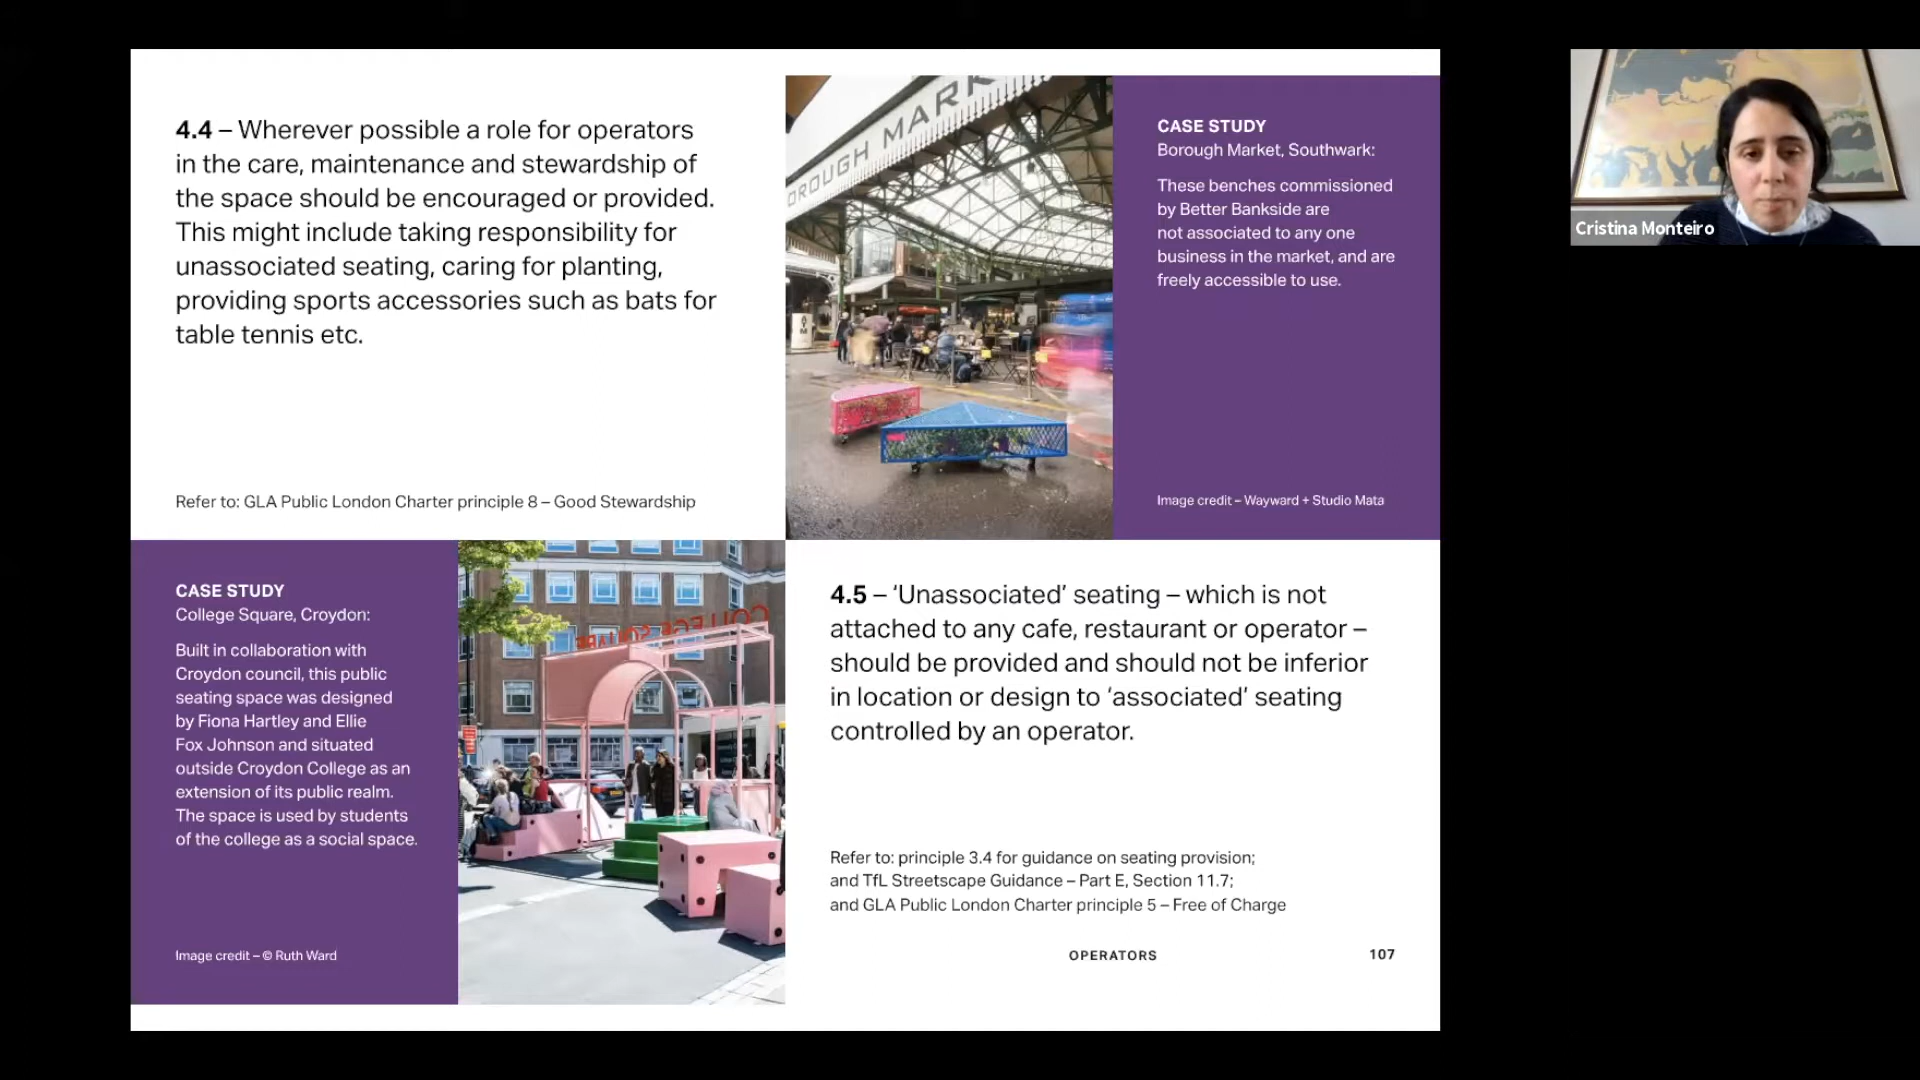 4.4 – Wherever possible a role for operators
in the care, maintenance and stewardship of
the space should be encouraged or provided.
This might include taking responsibility for
unassociated seating, caring for planting,
providing sports accessories such as bats for
table tennis etc.
Refer to: GLA Public London Charter principle 8 – Good Stewardship
OROUGH MARK
CASE STUDY
Borough Market, Southwark:
These benches commissioned
by Better Bankside are
not associated to any one
business in the market, and are
freely accessible to use.
Image credit – Wayward + Studio Mata
Cristina Monteiro
CASE STUDY
College Square, Croydon:
Built in collaboration with
Croydon council, this public
seating space was designed
by Fiona Hartley and Ellie
Fox Johnson and situated
outside Croydon College as an
extension of its public realm.
The space is used by students
of the college as a social space.
Image credit – © Ruth Ward
COLLEGE SQUARE
4.5 – ‘Unassociated’ seating – which is not
attached to any cafe, restaurant or operator –
should be provided and should not be inferior
in location or design to ‘associated’ seating
controlled by an operator.
Refer to: principle 3.4 for guidance on seating provision;
and TfL Streetscape Guidance – Part E, Section 11.7;
and GLA Public London Charter principle 5 – Free of Charge
OPERATORS
107